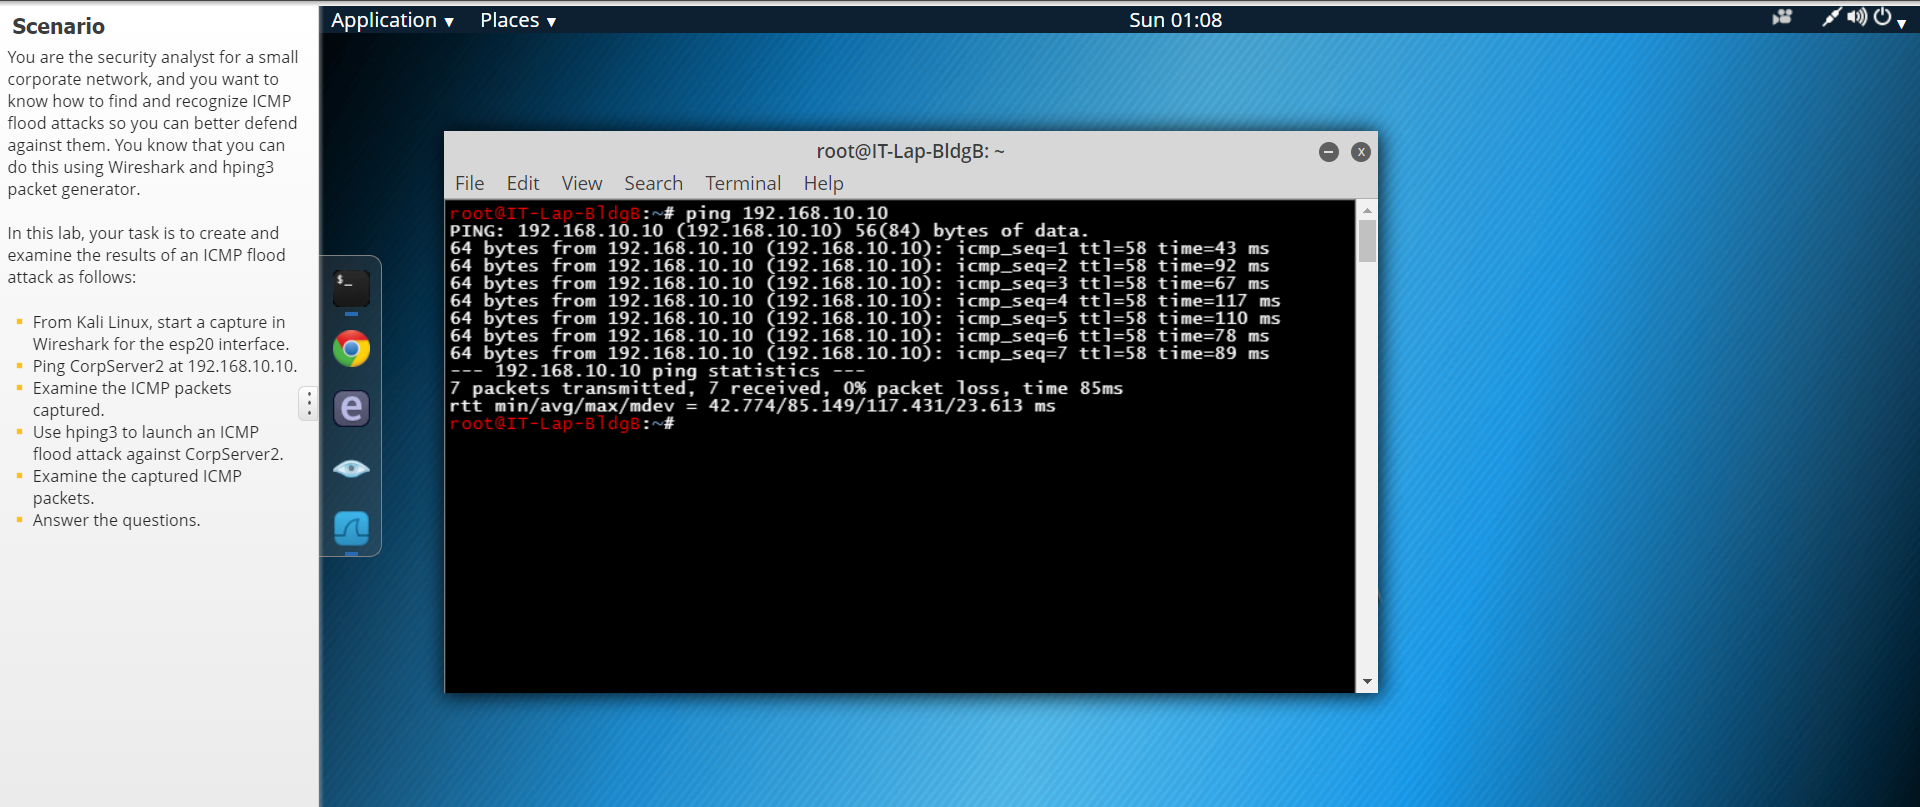 Scenario
You are the security analyst for a small
corporate network, and you want to
know how to find and recognize ICMP
flood attacks so you can better defend
against them. You know that you can
do this using Wireshark and hping3
packet generator.
In this lab, your task is to create and
examine the results of an ICMP flood
attack as follows:
From Kali Linux, start a capture in
Wireshark for the esp20 interface.
Ping CorpServer2 at 192.168.10.10.
Examine the ICMP packets
captured.
Use hping3 to launch an ICMP
flood attack against CorpServer2.
Examine the captured ICMP
packets.
Answer the questions.
Application ▾ Places ▾ Sun 01:08
root@IT-Lap-BldgB: ~
File Edit View Search Terminal Help
root@IT-Lap-BldgB:~# ping 192.168.10.10
PING: 192.168.10.10 (192.168.10.10) 56(84) bytes of data.
64 bytes from 192.168.10.10 (192.168.10.10): icmp_seq=1 ttl=58 time=43 ms
64 bytes from 192.168.10.10 (192.168.10.10): icmp_seq=2 ttl=58 time=92 ms
64 bytes from 192.168.10.10 (192.168.10.10): icmp_seq=3 ttl=58 time=67 ms
64 bytes from 192.168.10.10 (192.168.10.10): icmp_seq=4 ttl=58 time=117 ms
64 bytes from 192.168.10.10 (192.168.10.10): icmp_seq=5 ttl=58 time=110 ms
64 bytes from 192.168.10.10 (192.168.10.10): icmp_seq=6 ttl=58 time=78 ms
64 bytes from 192.168.10.10 (192.168.10.10): icmp_seq=7 ttl=58 time=89 ms
--- 192.168.10.10 ping statistics ---
7 packets transmitted, 7 received, 0% packet loss, time 85ms
rtt min/avg/max/mdev = 42.774/85.149/117.431/23.613 ms
root@IT-Lap-BldgB:~#